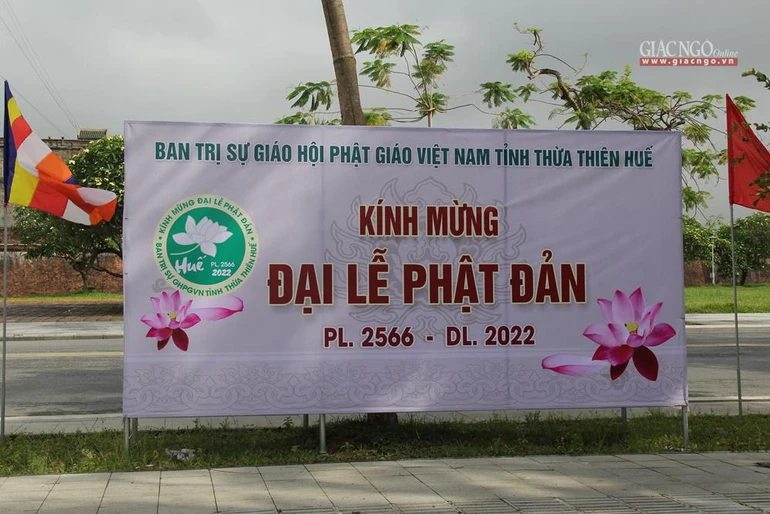 GIÁC NGỘ Online
www.giacngo.vn
BAN TRỊ SỰ GIÁO HỘI PHẬT GIÁO VIỆT NAM TỈNH THỪA THIÊN HUẾ
KÍNH MỪNG ĐẠI LỄ PHẬT ĐẢN
Huế PL. 2566
2022
BAN TRỊ SỰ GHPGVN TỈNH THỪA THIÊN HUẾ
KÍNH MỪNG
ĐẠI LỄ PHẬT ĐẢN
PL. 2566 - DL. 2022